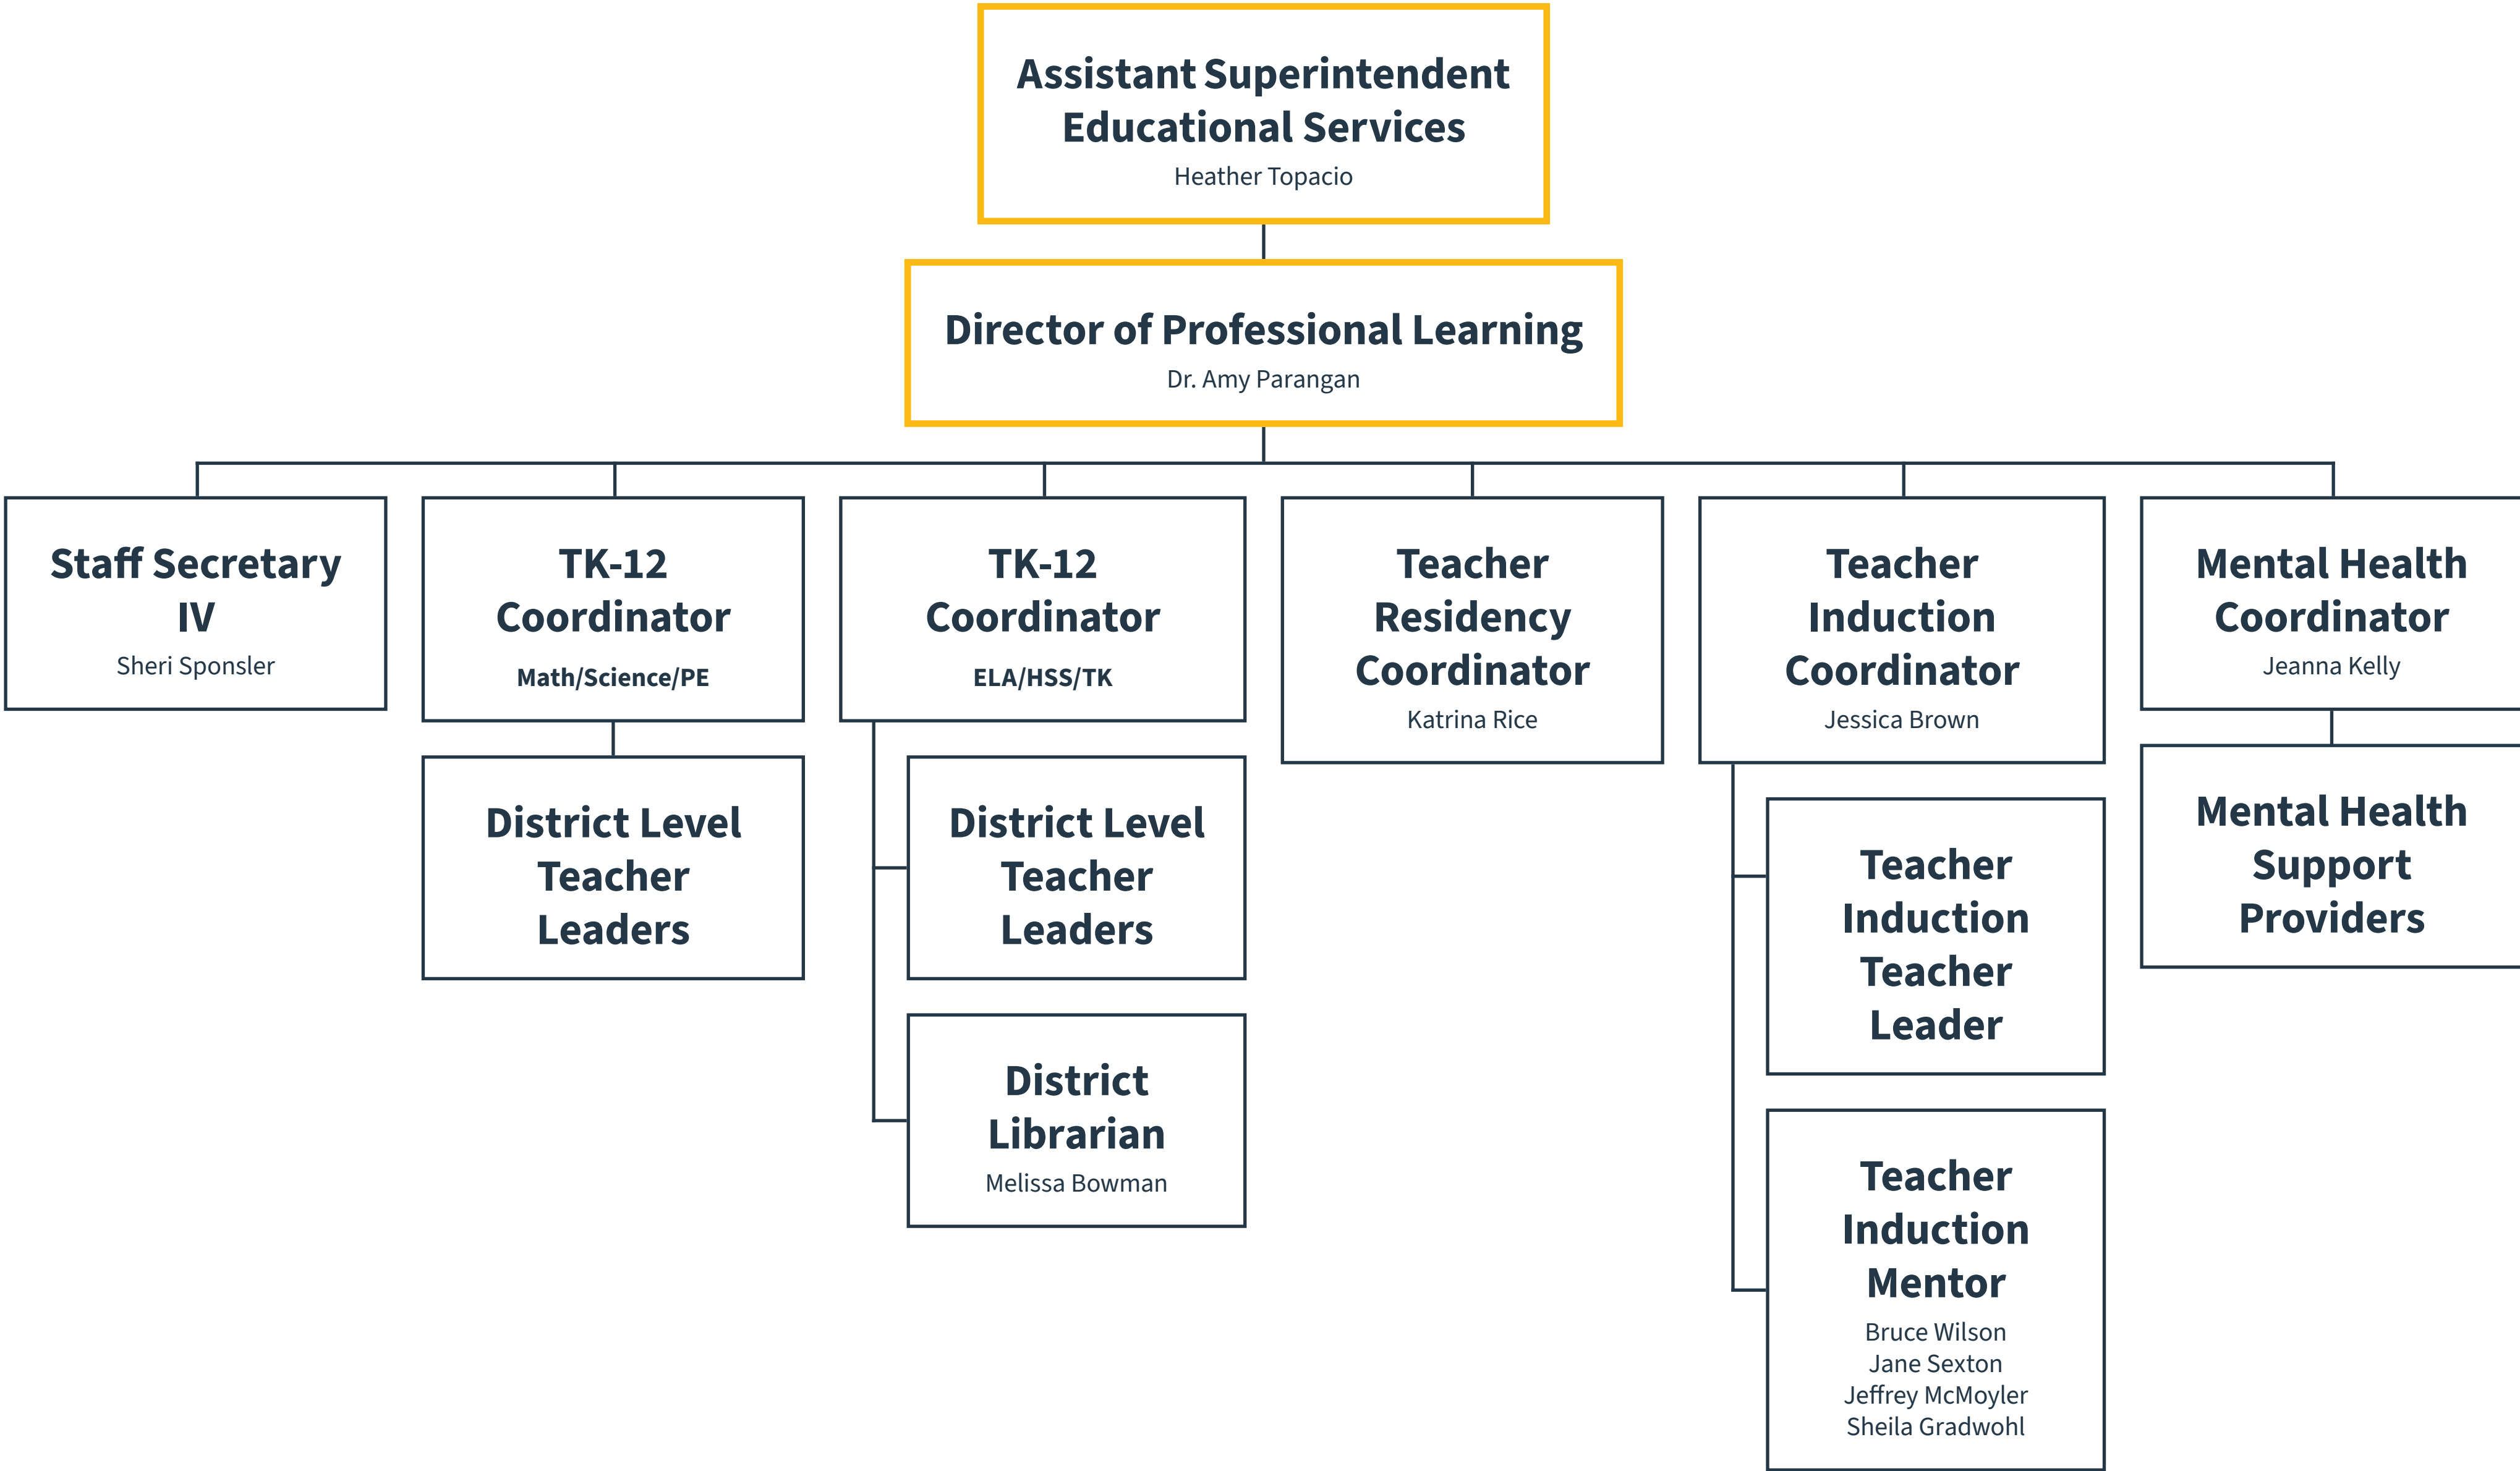 Assistant Superintendent
Educational Services
Heather Topacio
Director of Professional Learning
Dr. Amy Parangan
Staff Secretary
IV
Sheri Sponsler
TK-12
Coordinator
Math/Science/PE
District Level
Teacher
Leaders
TK-12
Coordinator
ELA/HSS/TK
District Level
Teacher
Leaders
District
Librarian
Melissa Bowman
Teacher
Residency
Coordinator
Katrina Rice
Teacher
Induction
Coordinator
Jessica Brown
Teacher
Induction
Teacher
Leader
Teacher
Induction
Mentor
Bruce Wilson
Jane Sexton
Jeffrey McMoyler
Sheila Gradwohl
Mental Health
Coordinator
Jeanna Kelly
Mental Health
Support
Providers